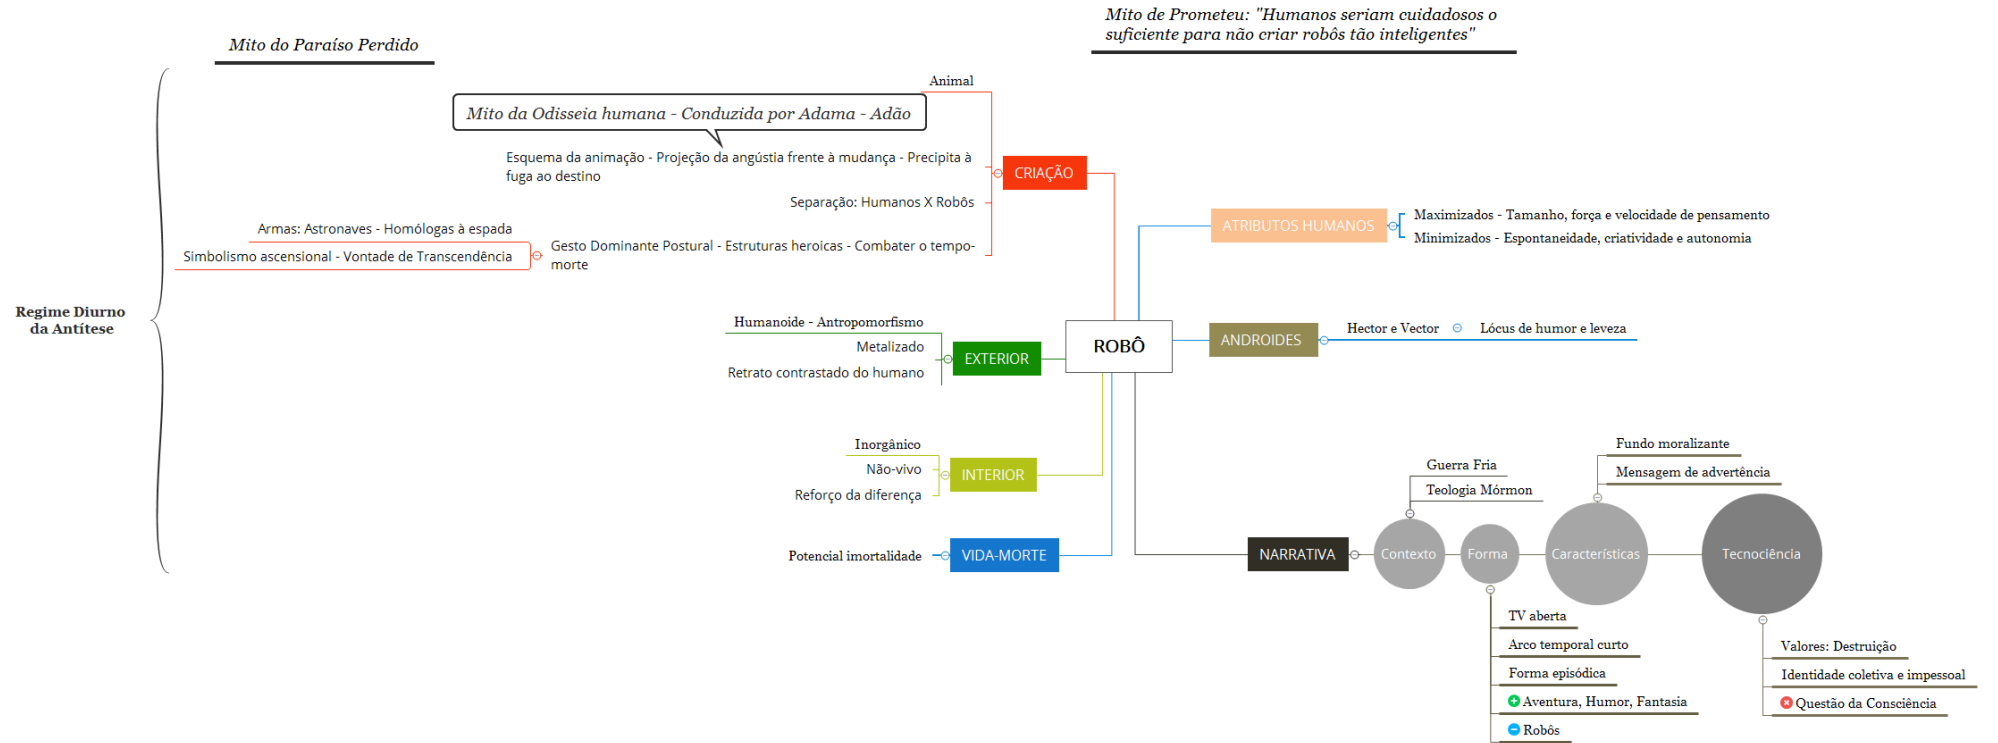 Mito de Prometeu: "Humanos seriam cuidadosos o
suficiente para não criar robôs tão inteligentes"
Mito do Paraíso Perdido
Animal
Mito da Odisseia humana - Conduzida por Adama - Adão
Esquema da animação - Projeção da angústia frente à mudança - Precipita à
fuga ao destino
CRIAÇÃO
Separação: Humanos X Robôs
Armas: Astronaves - Homólogas à espada
Simbolismo ascensional - Vontade de Transcendência
Gesto Dominante Postural - Estruturas heroicas - Combater o tempo-
morte
Regime Diurno
da Antítese
Humanoide - Antropomorfismo
Metalizado
Retrato contrastado do humano
EXTERIOR
ROBÔ
Inorgânico
Não-vivo
Reforço da diferença
INTERIOR
Potencial imortalidade
VIDA-MORTE
ATRIBUTOS HUMANOS
Maximizados - Tamanho, força e velocidade de pensamento
Minimizados - Espontaneidade, criatividade e autonomia
ANDROIDES
Hector e Vector
Lócus de humor e leveza
NARRATIVA
Guerra Fria
Teologia Mórmon
Contexto
Forma
TV aberta
Arco temporal curto
Forma episódica
Aventura, Humor, Fantasia
Robôs
Fundo moralizante
Mensagem de advertência
Características
Tecnociência
Valores: Destruição
Identidade coletiva e impessoal
Questão da Consciência